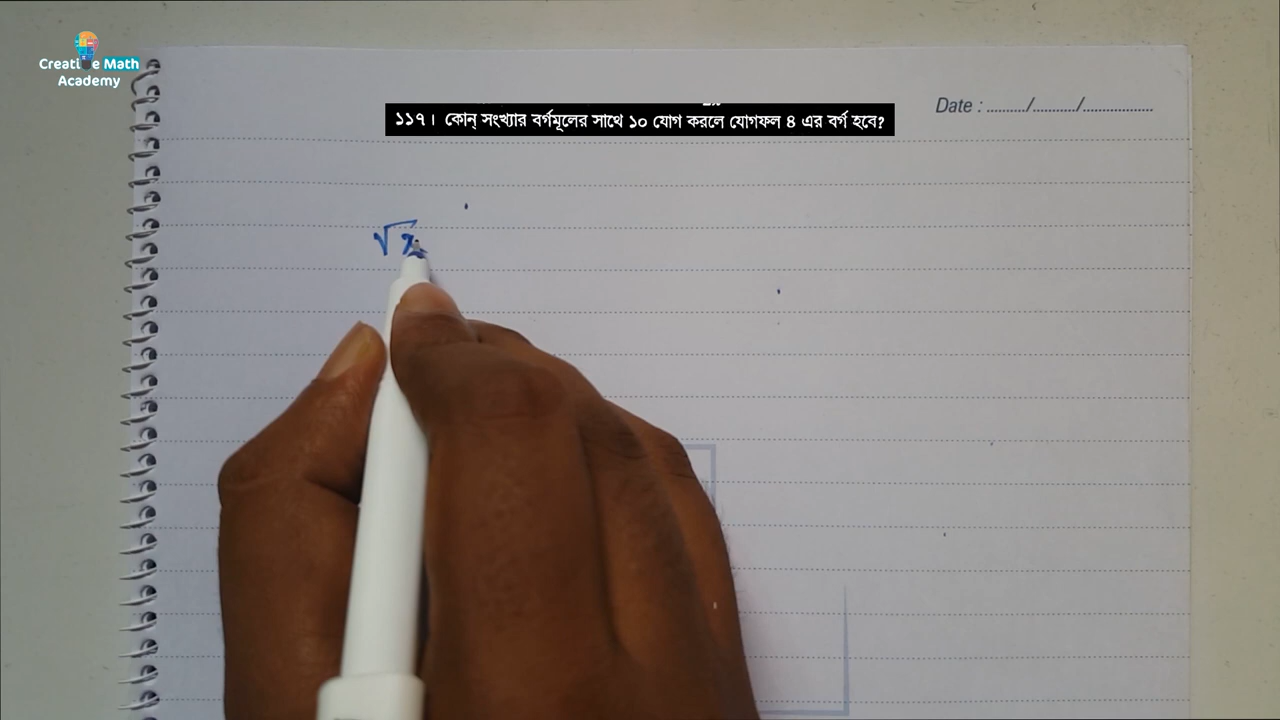 Creative Math
Academy
Date : ........../........../..................
১১৭। কোন্ সংখ্যার বর্গমূলের সাথে ১০ যোগ করলে যোগফল ৪ এর বর্গ হবে?
√x